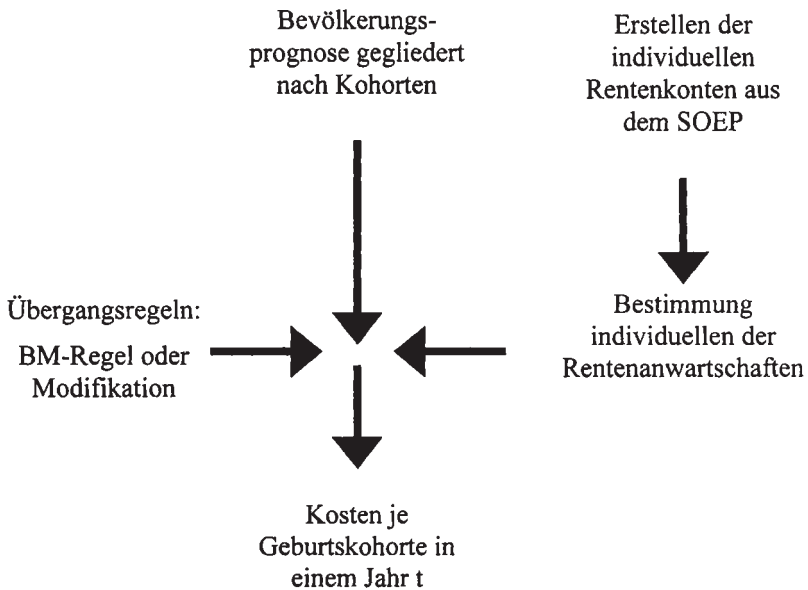 Bevölkerungs-
prognose gegliedert
nach Kohorten
Erstellen der
individuellen
Rentenkonten aus
dem SOEP
Übergangsregeln:
BM-Regel oder
Modifikation
Bestimmung
individuellen der
Rentenanwartschaften
Kosten je
Geburtskohorte in
einem Jahr t